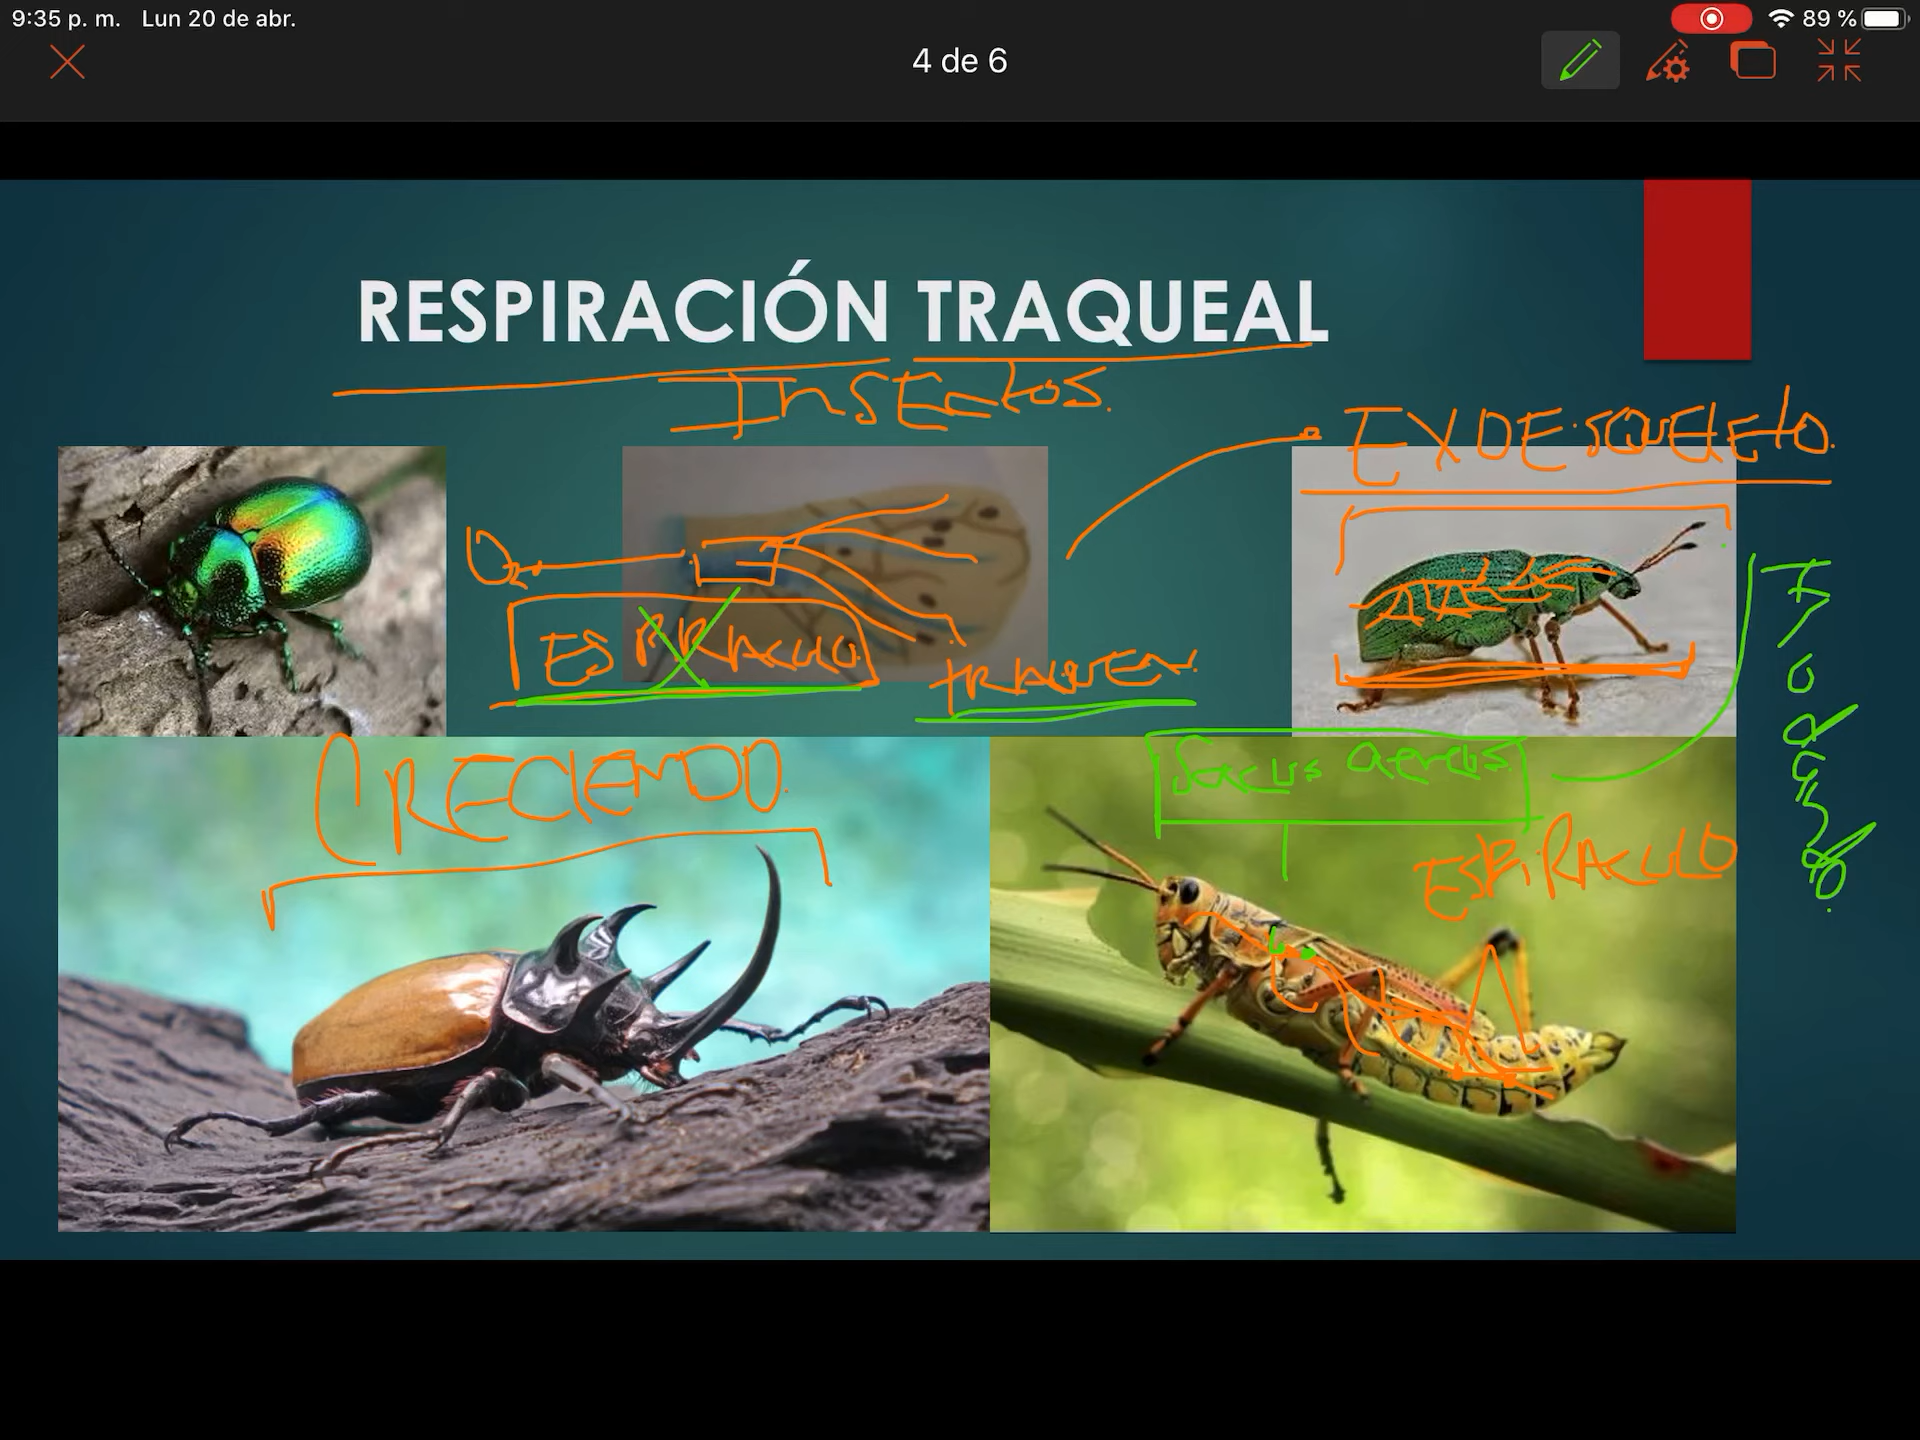 9:35 p. m. Lun 20 de abr.
89 %
4 de 6
RESPIRACIÓN TRAQUEAL
INSECtOS.
EXOESQUELEtO.
O2
ESPIRACULO
tRAQUEA
CRECIENDO.
Sacus aereos
ESPIRACULO